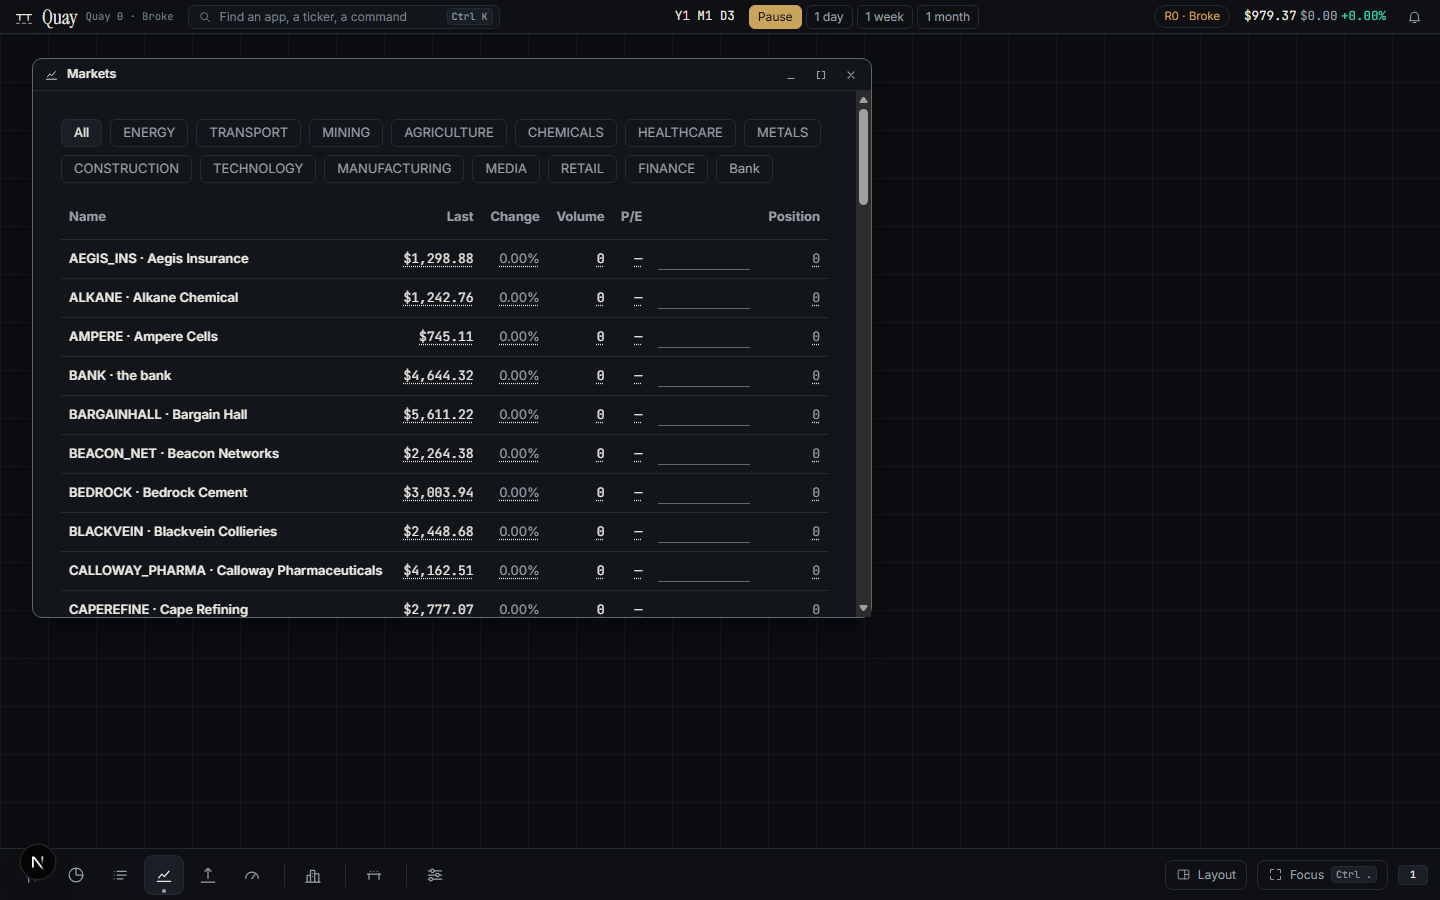 Quay Quay 0 · Broke Find an app, a ticker, a command Ctrl K Y1 M1 D3 Pause 1 day 1 week 1 month R0 · Broke $979.37 $0.00 +0.00%
Markets
All ENERGY TRANSPORT MINING AGRICULTURE CHEMICALS HEALTHCARE METALS
CONSTRUCTION TECHNOLOGY MANUFACTURING MEDIA RETAIL FINANCE Bank
Name Last Change Volume P/E Position
AEGIS_INS · Aegis Insurance $1,298.88 0.00% 0 — 0
ALKANE · Alkane Chemical $1,242.76 0.00% 0 — 0
AMPERE · Ampere Cells $745.11 0.00% 0 — 0
BANK · the bank $4,644.32 0.00% 0 — 0
BARGAINHALL · Bargain Hall $5,611.22 0.00% 0 — 0
BEACON_NET · Beacon Networks $2,264.38 0.00% 0 — 0
BEDROCK · Bedrock Cement $3,003.94 0.00% 0 — 0
BLACKVEIN · Blackvein Collieries $2,448.68 0.00% 0 — 0
CALLOWAY_PHARMA · Calloway Pharmaceuticals $4,162.51 0.00% 0 — 0
CAPEREFINE · Cape Refining $2,777.07 0.00% 0 — 0
N Layout Focus Ctrl . 1